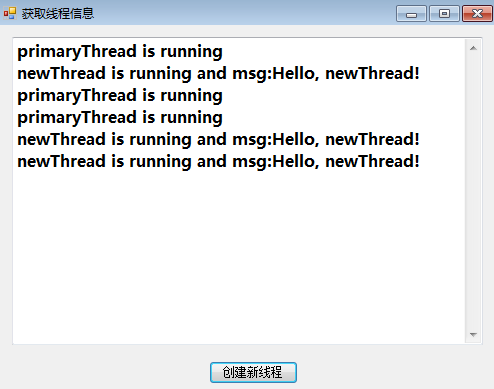 获取线程信息
primaryThread is running
newThread is running and msg:Hello, newThread!
primaryThread is running
primaryThread is running
newThread is running and msg:Hello, newThread!
newThread is running and msg:Hello, newThread!
创建新线程